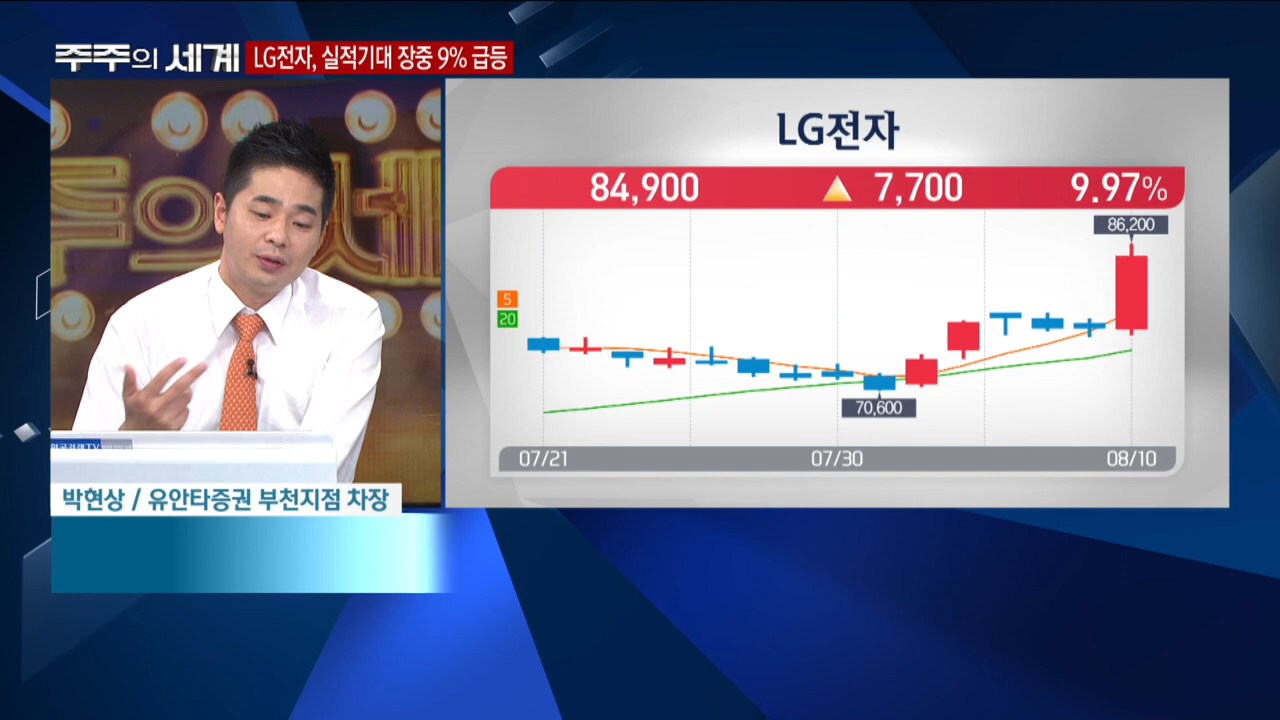 주주의 세계
LG전자, 실적기대 장중 9% 급등
LG전자
84,900 ▲ 7,700 9.97%
86,200
5
20
70,600
07/21 07/30 08/10
박현상 / 유안타증권 부천지점 차장